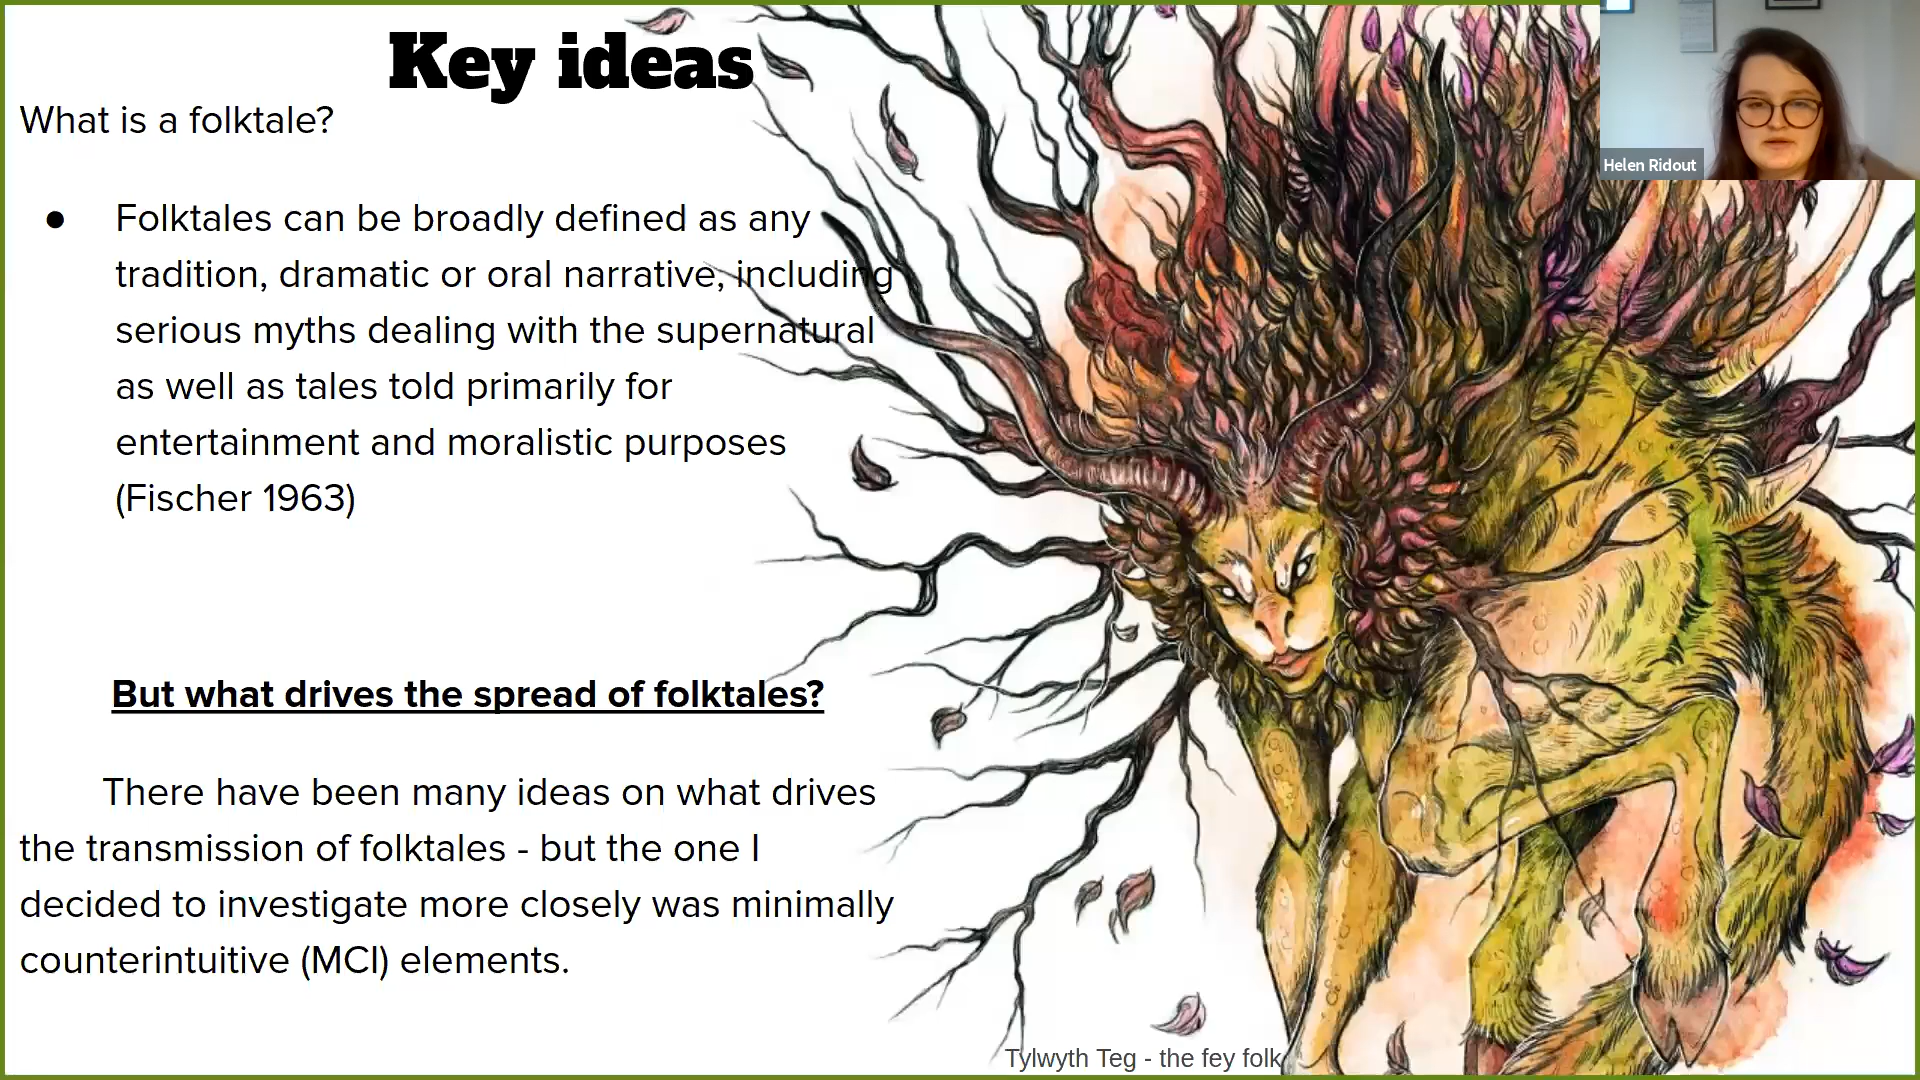 Key ideas
What is a folktale?
● Folktales can be broadly defined as any
tradition, dramatic or oral narrative, including
serious myths dealing with the supernatural
as well as tales told primarily for
entertainment and moralistic purposes
(Fischer 1963)
But what drives the spread of folktales?
There have been many ideas on what drives
the transmission of folktales - but the one I
decided to investigate more closely was minimally
counterintuitive (MCI) elements.
Tylwyth Teg - the fey folk
Helen Ridout